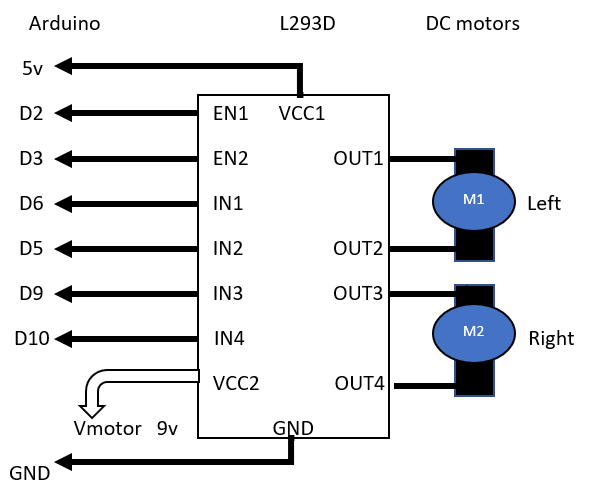 Arduino L293D DC motors
5v
D2 EN1 VCC1
D3 EN2 OUT1
D6 IN1 M1 Left
D5 IN2 OUT2
D9 IN3 OUT3
D10 IN4 M2 Right
VCC2 OUT4
Vmotor 9v GND
GND